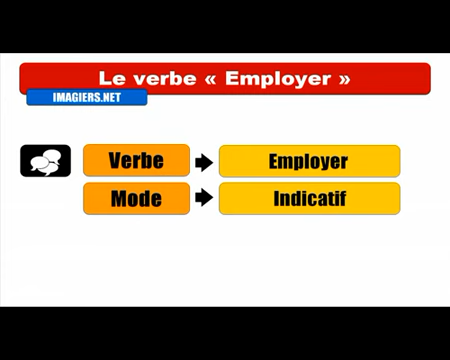 Le verbe « Employer »
IMAGIERS.NET
Verbe Employer
Mode Indicatif